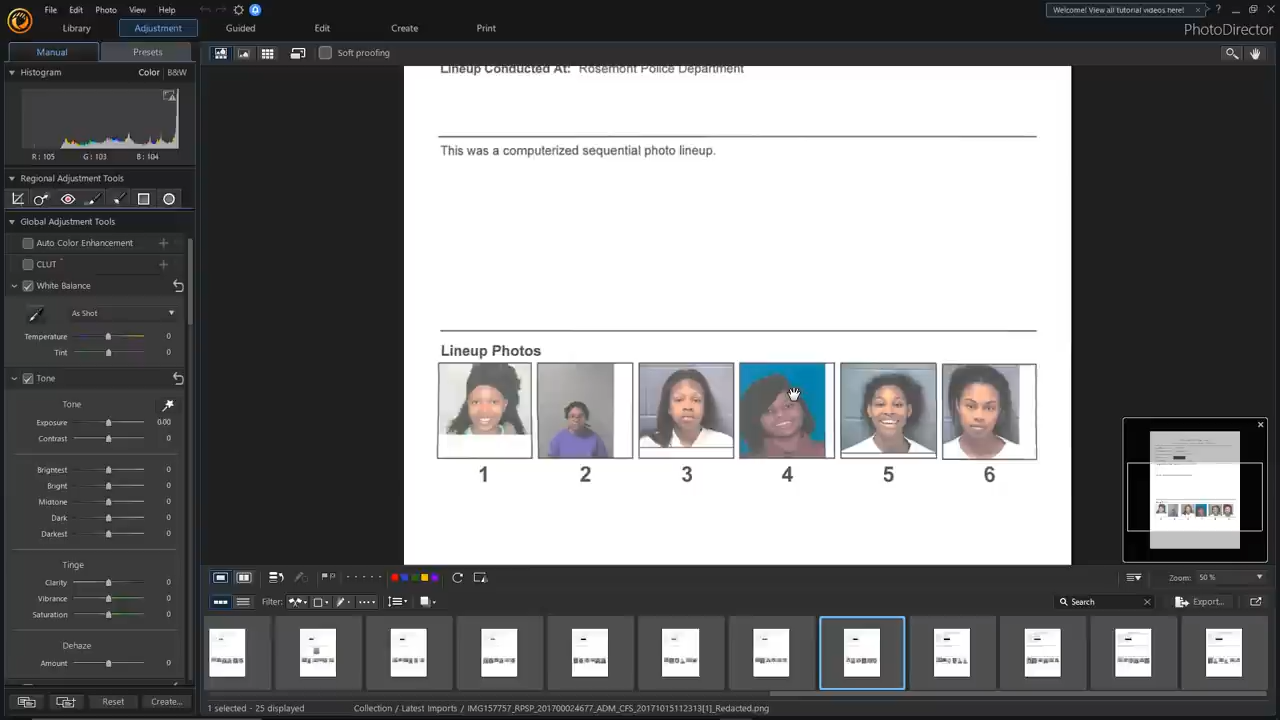 File Edit Photo View Help
Welcome! View all tutorial videos here!
Library Adjustment Guided Edit Create Print
PhotoDirector
Manual Presets
Soft proofing
Histogram Color B&W
R : 105 G : 103 B : 104
Regional Adjustment Tools
Global Adjustment Tools
Auto Color Enhancement
CLUT
White Balance
As Shot
Temperature 0
Tint 0
Tone
Tone
Exposure 0.00
Contrast 0
Brightest 0
Bright 0
Midtone 0
Dark 0
Darkest 0
Tinge
Clarity 0
Vibrance 0
Saturation 0
Dehaze
Amount 0
Reset Create...
Lineup Conducted At: Rosemont Police Department
This was a computerized sequential photo lineup.
Lineup Photos
1 2 3 4 5 6
Zoom: 50 %
Filter:
Search
Export...
1 selected - 25 displayed
Collection / Latest Imports / IMG157757_RPSP_201700024677_ADM_CFS_20171015112313[1]_Redacted.png